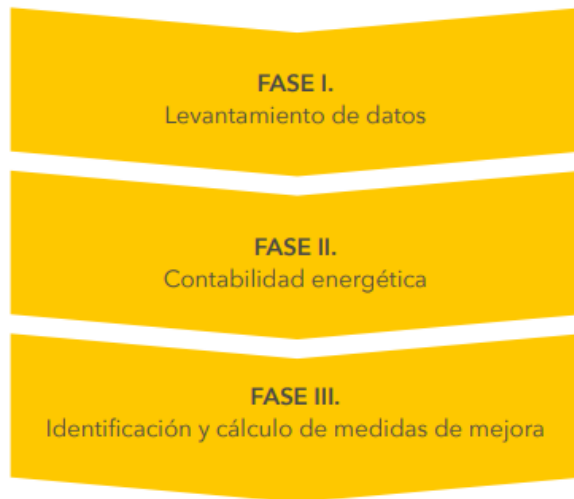 FASE I.
Levantamiento de datos
FASE II.
Contabilidad energética
FASE III.
Identificación y cálculo de medidas de mejora